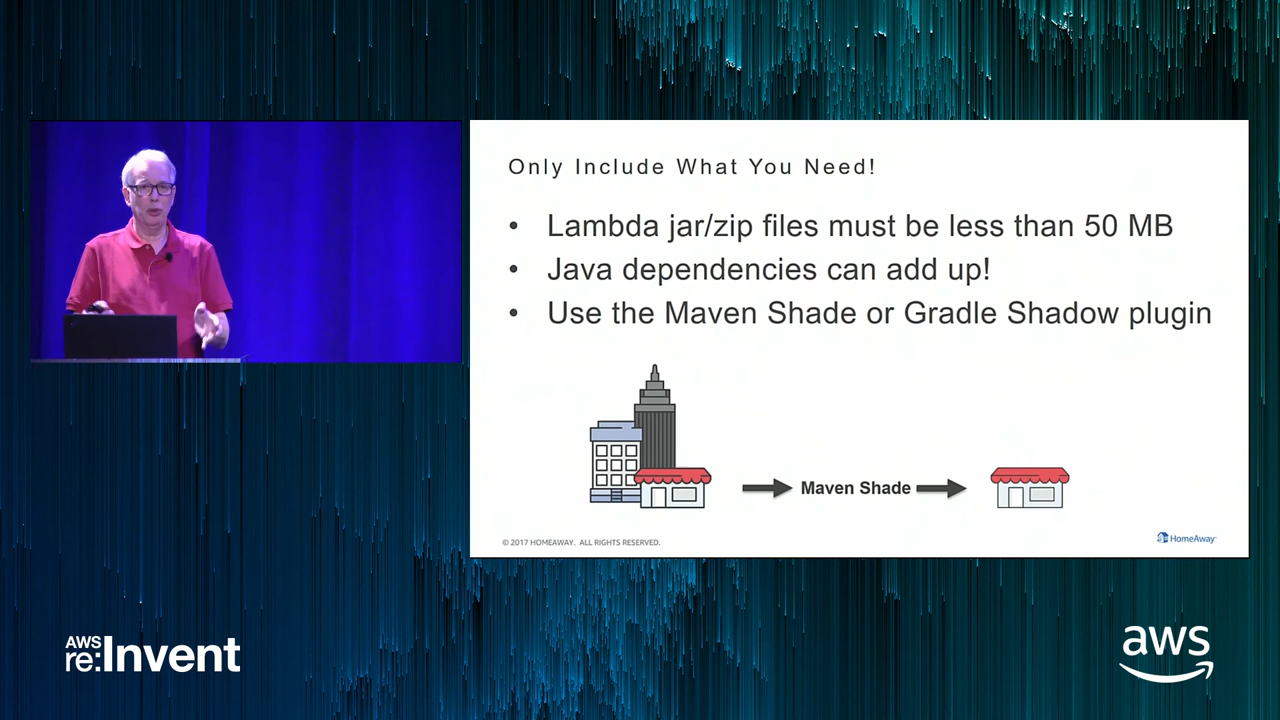 Only Include What You Need!
• Lambda jar/zip files must be less than 50 MB
• Java dependencies can add up!
• Use the Maven Shade or Gradle Shadow plugin
Maven Shade
© 2017 HOMEAWAY. ALL RIGHTS RESERVED.
HomeAway
AWS
re:Invent
aws